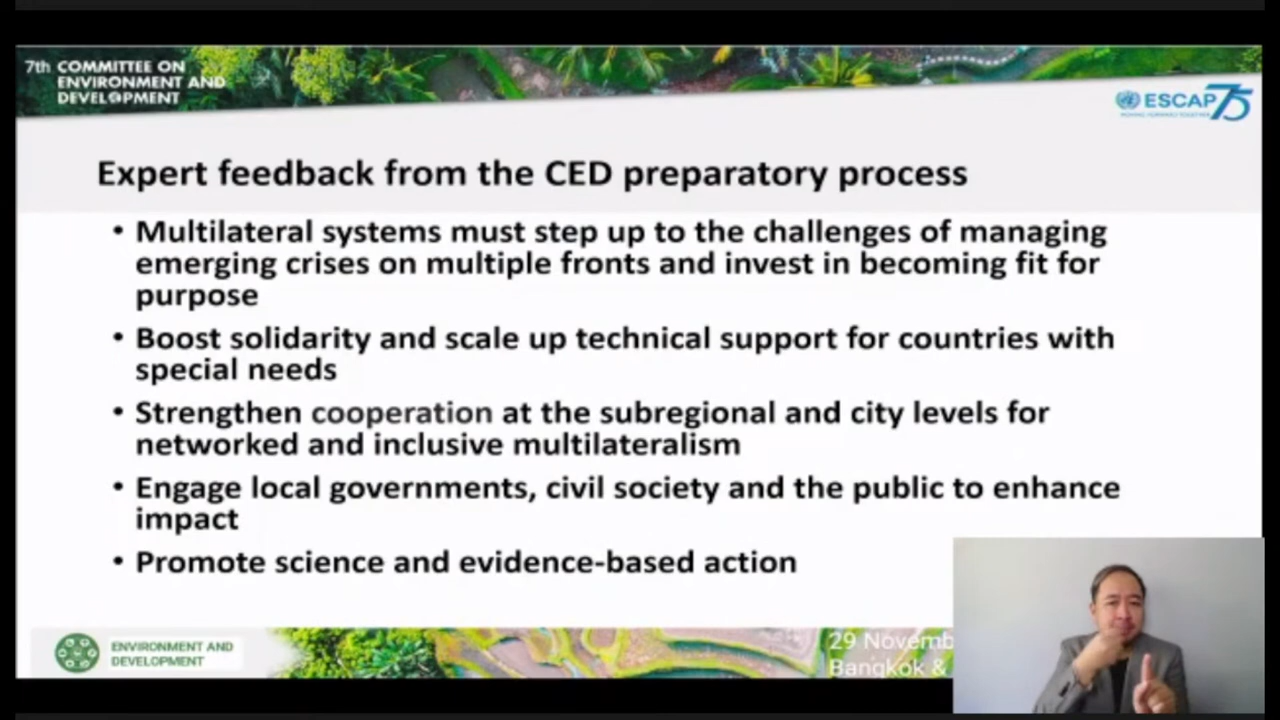 7th COMMITTEE ON
ENVIRONMENT AND
DEVELOPMENT
ESCAP 75
Expert feedback from the CED preparatory process
• Multilateral systems must step up to the challenges of managing
emerging crises on multiple fronts and invest in becoming fit for
purpose
• Boost solidarity and scale up technical support for countries with
special needs
• Strengthen cooperation at the subregional and city levels for
networked and inclusive multilateralism
• Engage local governments, civil society and the public to enhance
impact
• Promote science and evidence-based action
ENVIRONMENT AND
DEVELOPMENT
29 Novemb
Bangkok &